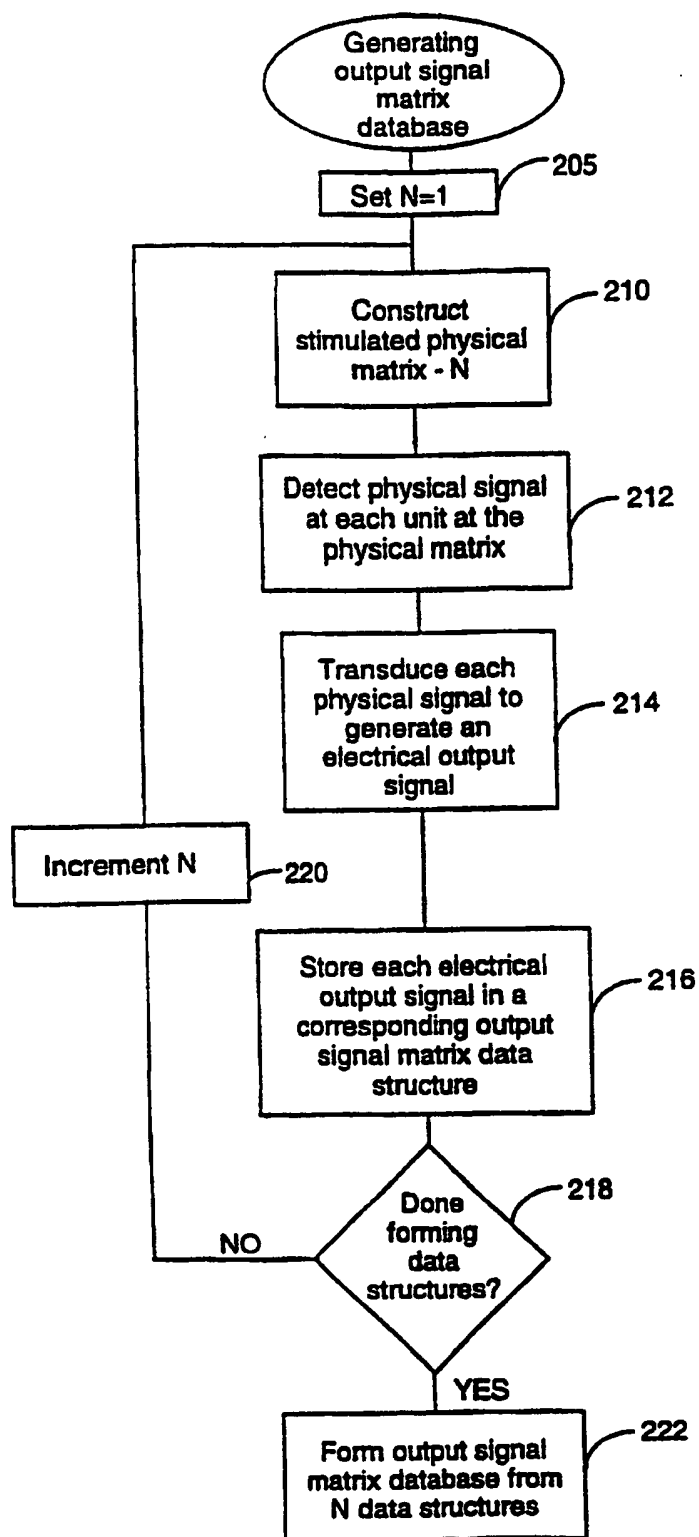 Generating
output signal
matrix
database
205
Set N=1
210
Construct
stimulated physical
matrix - N
Detect physical signal
at each unit at the
physical matrix
212
Transduce each
physical signal to
generate an
electrical output
signal
214
Increment N
220
Store each electrical
output signal in a
corresponding output
signal matrix data
structure
216
Done
forming
data
structures?
218
NO
YES
Form output signal
matrix database from
N data structures
222